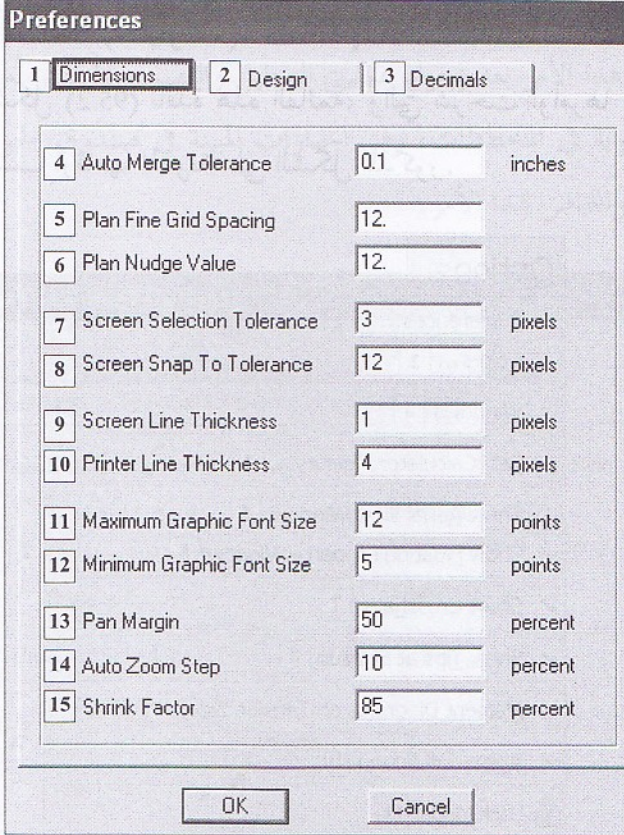 Preferences
1 Dimensions 2 Design 3 Decimals
4 Auto Merge Tolerance 0.1 inches
5 Plan Fine Grid Spacing 12.
6 Plan Nudge Value 12.
7 Screen Selection Tolerance 3 pixels
8 Screen Snap To Tolerance 12 pixels
9 Screen Line Thickness 1 pixels
10 Printer Line Thickness 4 pixels
11 Maximum Graphic Font Size 12 points
12 Minimum Graphic Font Size 5 points
13 Pan Margin 50 percent
14 Auto Zoom Step 10 percent
15 Shrink Factor 85 percent
OK Cancel